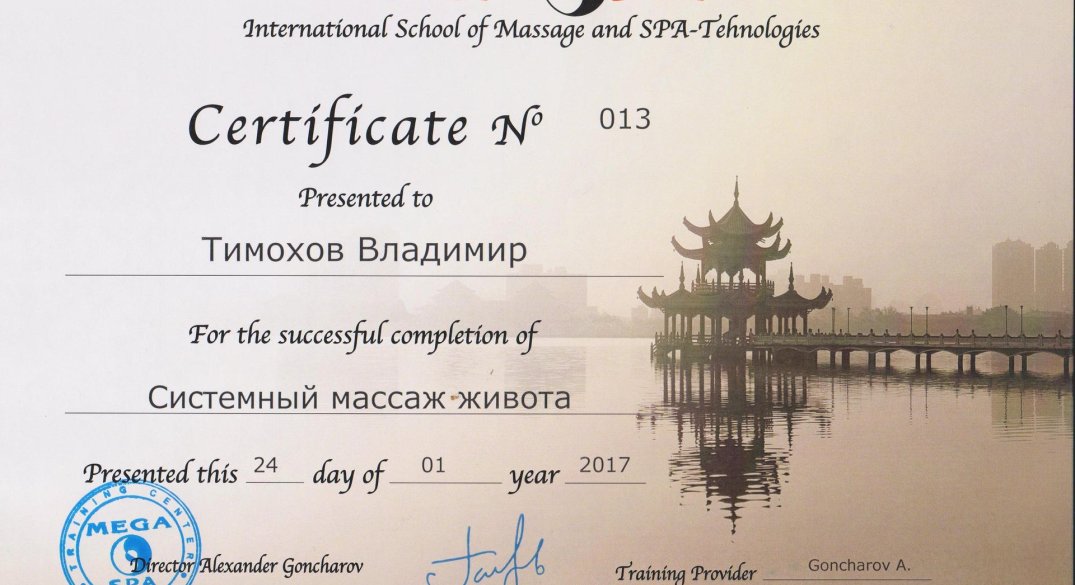 International School of Massage and SPA-Tehnologies
Certificate № 013
Presented to
Тимохов Владимир
For the successful completion of
Системный массаж живота
Presented this 24 day of 01 year 2017
TRAINING CENTER
MEGA
SPA
Director Alexander Goncharov
Training Provider Goncharov A.